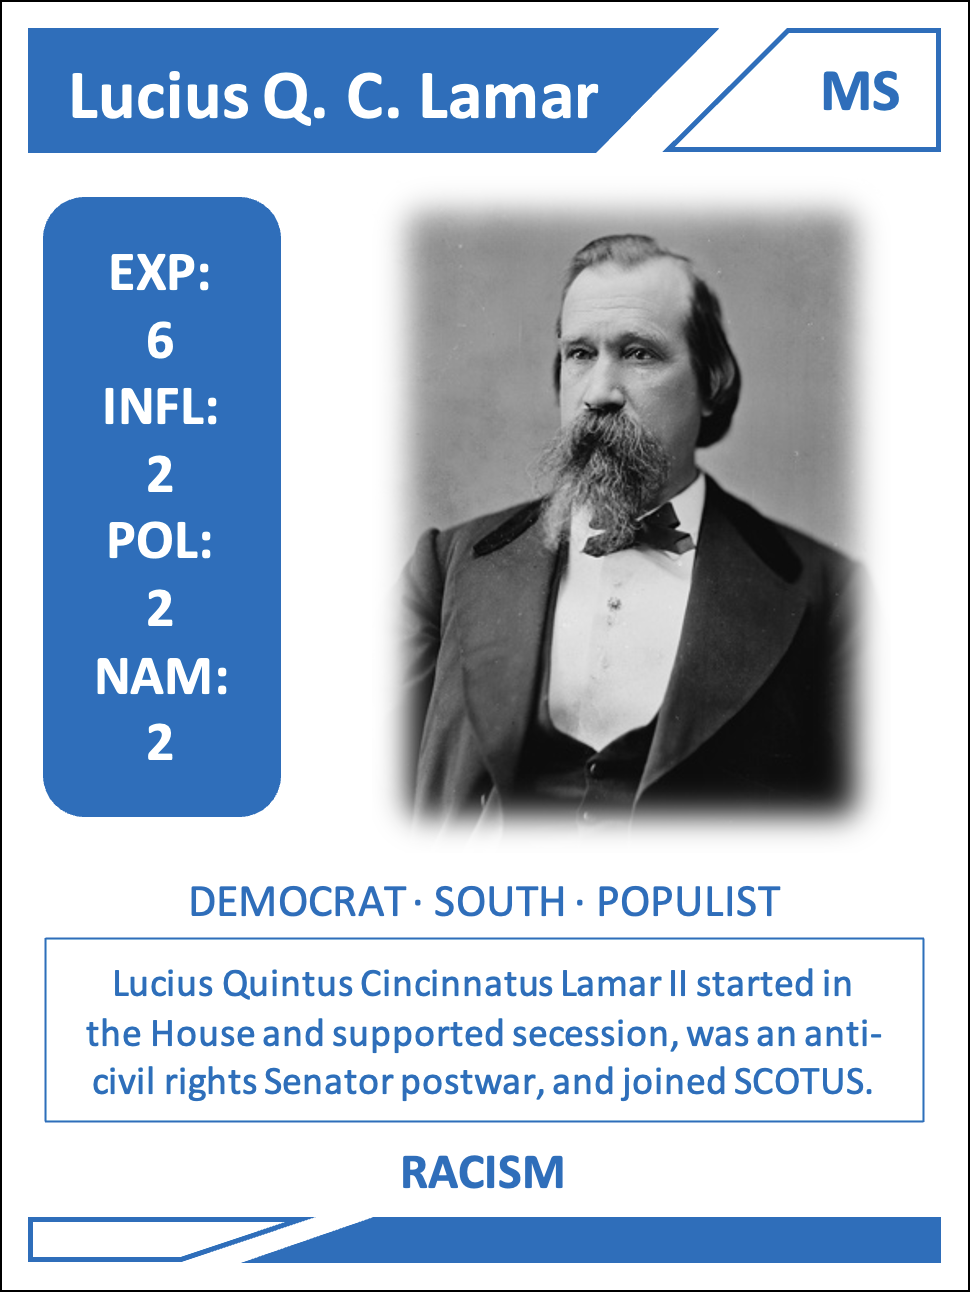 Lucius Q. C. Lamar
MS
EXP:
6
INFL:
2
POL:
2
NAM:
2
DEMOCRAT · SOUTH · POPULIST
Lucius Quintus Cincinnatus Lamar II started in
the House and supported secession, was an anti-
civil rights Senator postwar, and joined SCOTUS.
RACISM